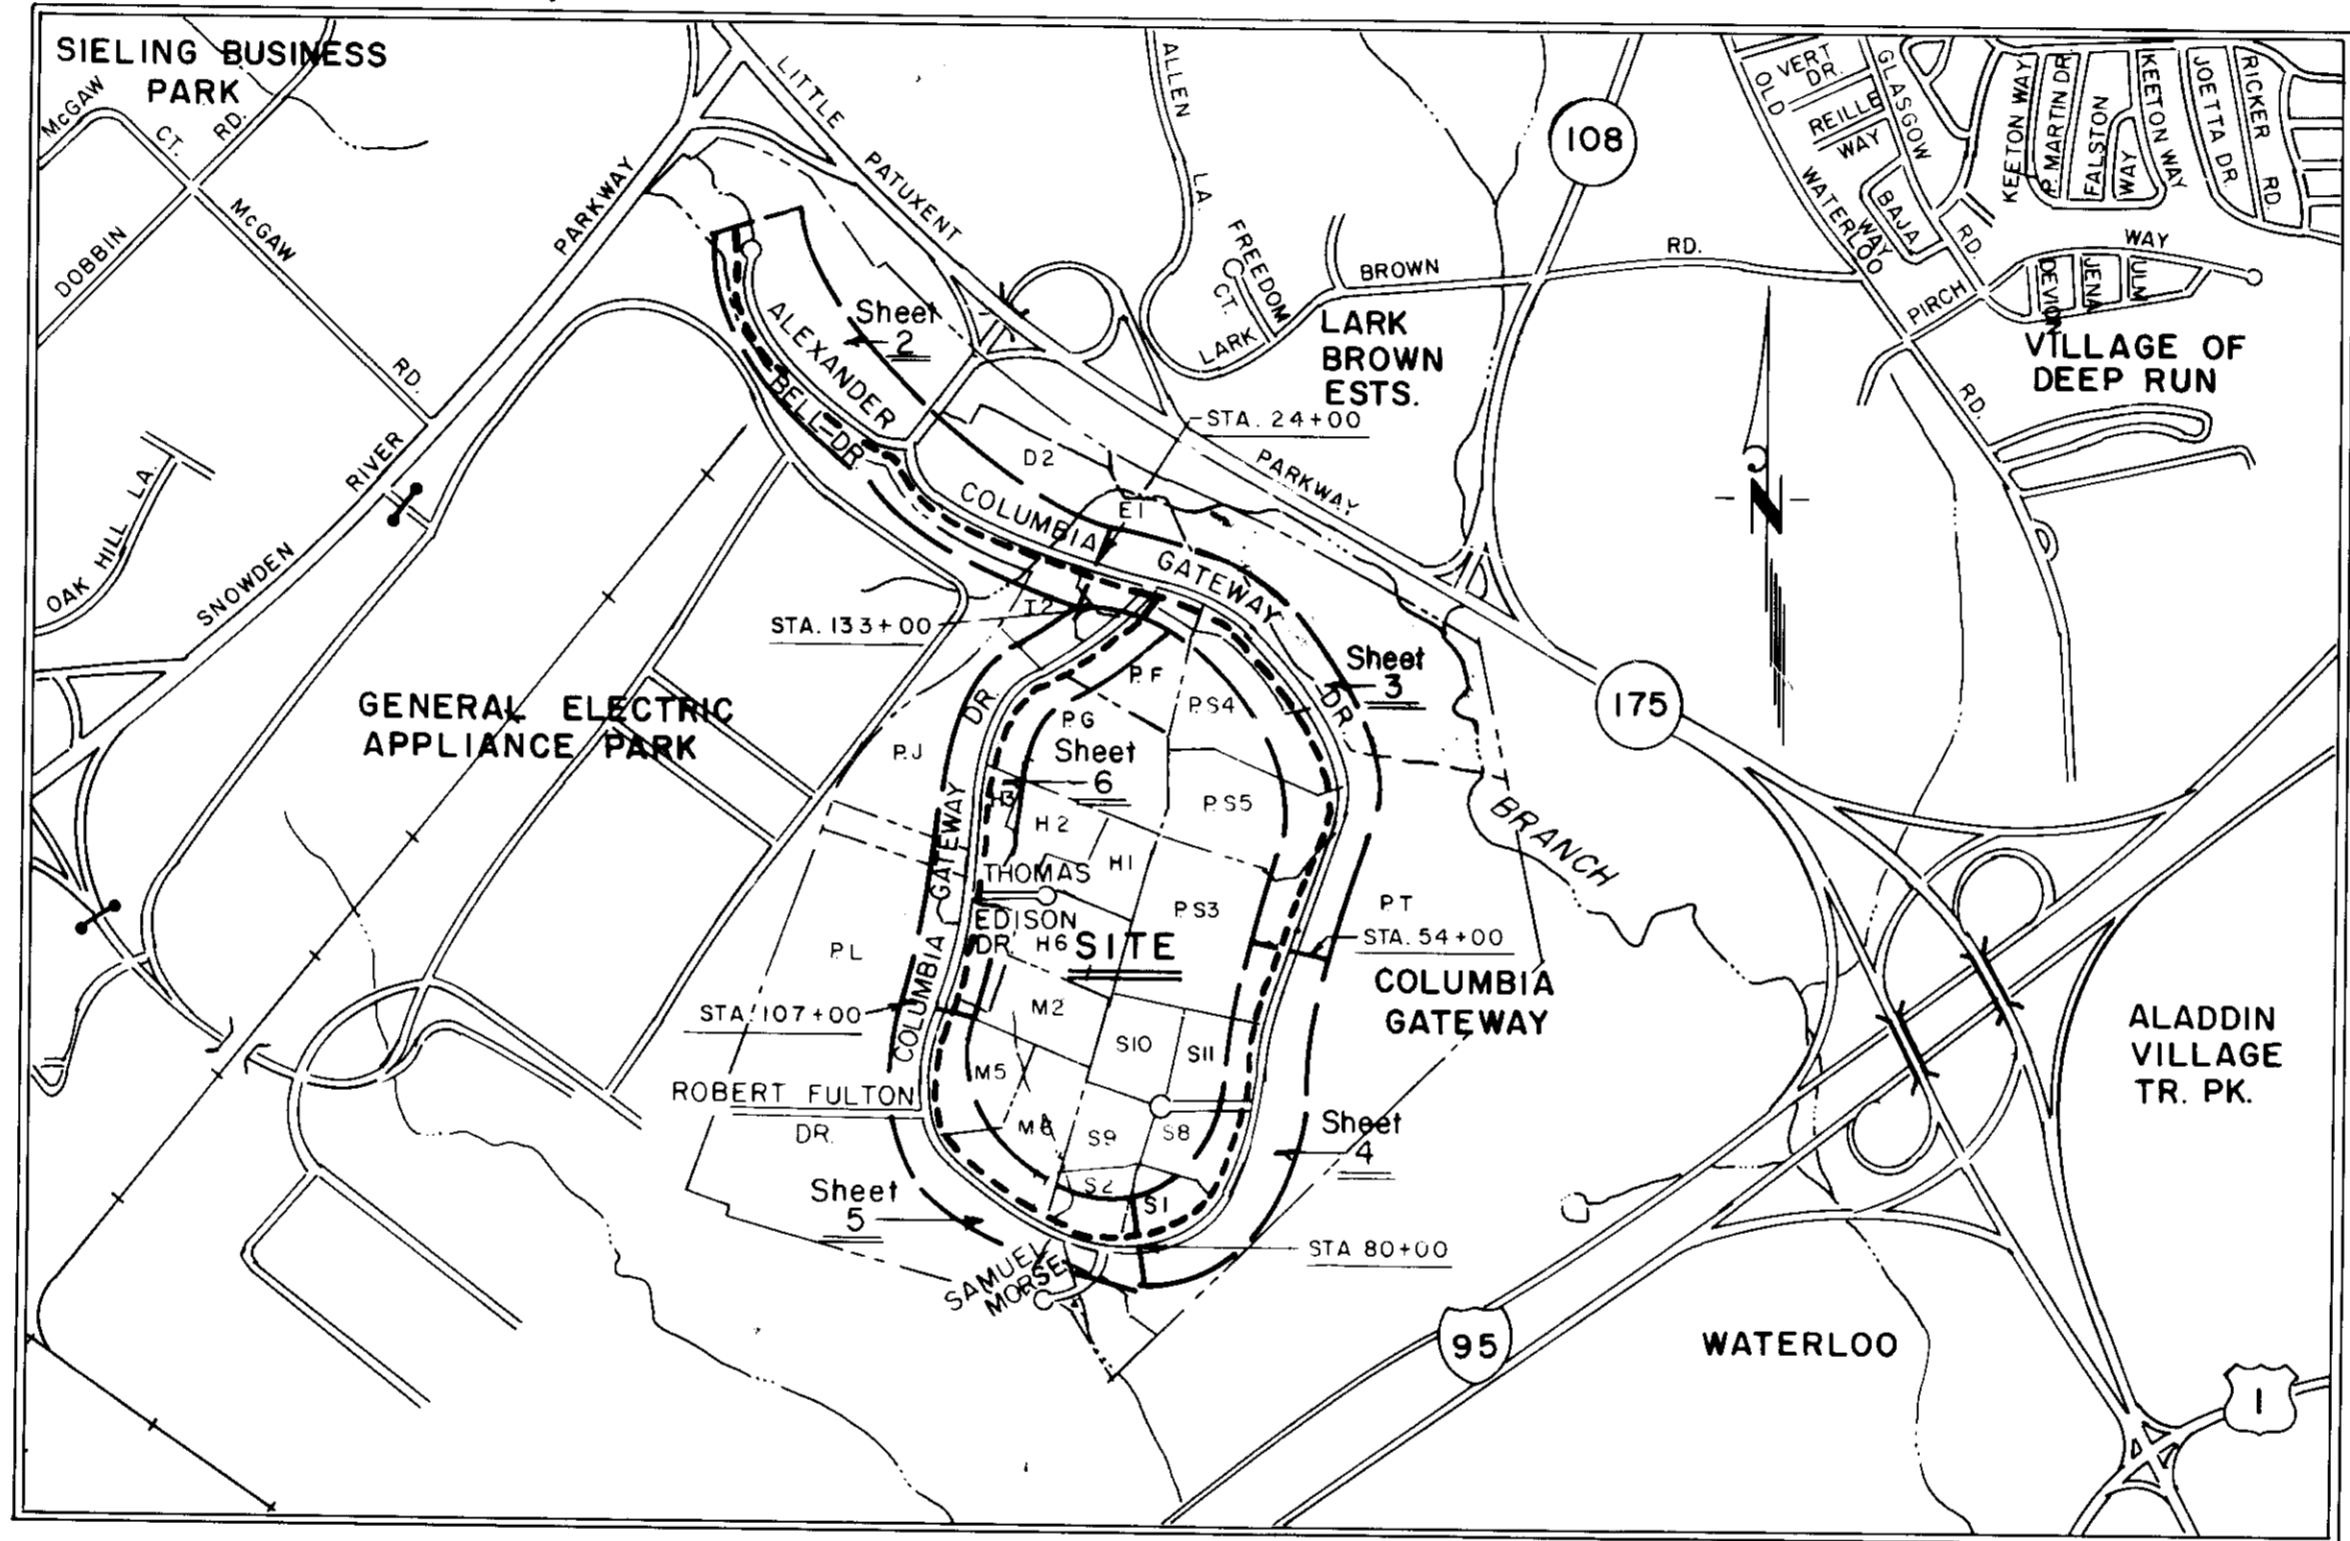 SIELING BUSINESS
PARK
McGAW
CT.
RD.
DOBBIN
McGAW
RD.
PARKWAY
RIVER
SNOWDEN
OAK HILL LA.
LITTLE
PATUXENT
PARKWAY
ALLEN
LA.
FREEDOM
CT.
LARK
BROWN
RD.
108
LARK
BROWN
ESTS.
OLD
WATERLOO
RD.
VERT
DR.
REILLE
WAY
GLASGOW
RD.
BAJA
WAY
KEETON WAY
P. MARTIN DR.
FALSTON
WAY
KEETON WAY
JOETTA DR.
RICKER
RD.
PIRCH
WAY
DEVION
JENA
ULM
VILLAGE OF
DEEP RUN
N
Sheet
2
ALEXANDER
BELL DR.
STA. 24+00
D2
E1
COLUMBIA
GATEWAY
DR.
I2
STA. 133+00
Sheet
3
175
GENERAL ELECTRIC
APPLIANCE PARK
DR.
P.F
P.S4
P.G
P.J
Sheet
6
H3
H2
H1
P.S5
GATEWAY
THOMAS
EDISON
DR.
H6
P.S3
P.T
BRANCH
SITE
STA. 54+00
P.L
COLUMBIA
GATEWAY
STA. 107+00
COLUMBIA
M2
S10
S11
M5
ROBERT FULTON
DR.
M8
S9
S8
Sheet
4
S2
S1
Sheet
5
SAMUEL
MORSE
STA 80+00
ALADDIN
VILLAGE
TR. PK.
95
WATERLOO
1